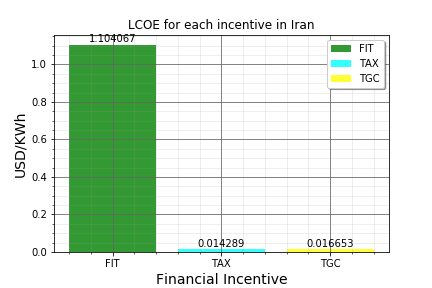 LCOE for each incentive in Iran
1.104067
FIT
TAX
TGC
1.0
0.8
0.6
0.4
0.2
0.0
USD/KWh
0.014289
0.016653
FIT
TAX
TGC
Financial Incentive